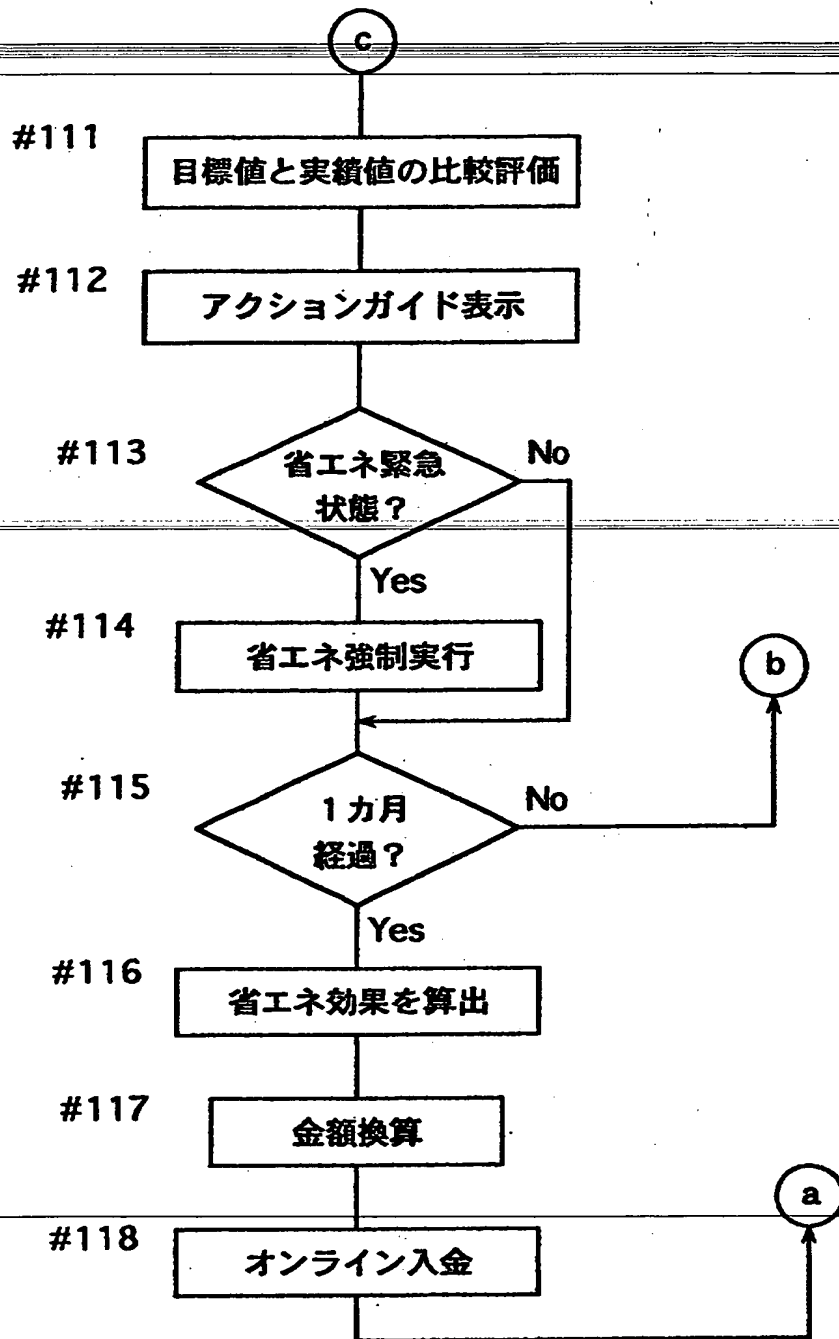 c
#111
目標値と実績値の比較評価
#112
アクションガイド表示
#113
省エネ緊急
状態？
No
Yes
#114
省エネ強制実行
b
#115
1カ月
経過？
No
Yes
#116
省エネ効果を算出
#117
金額換算
a
#118
オンライン入金